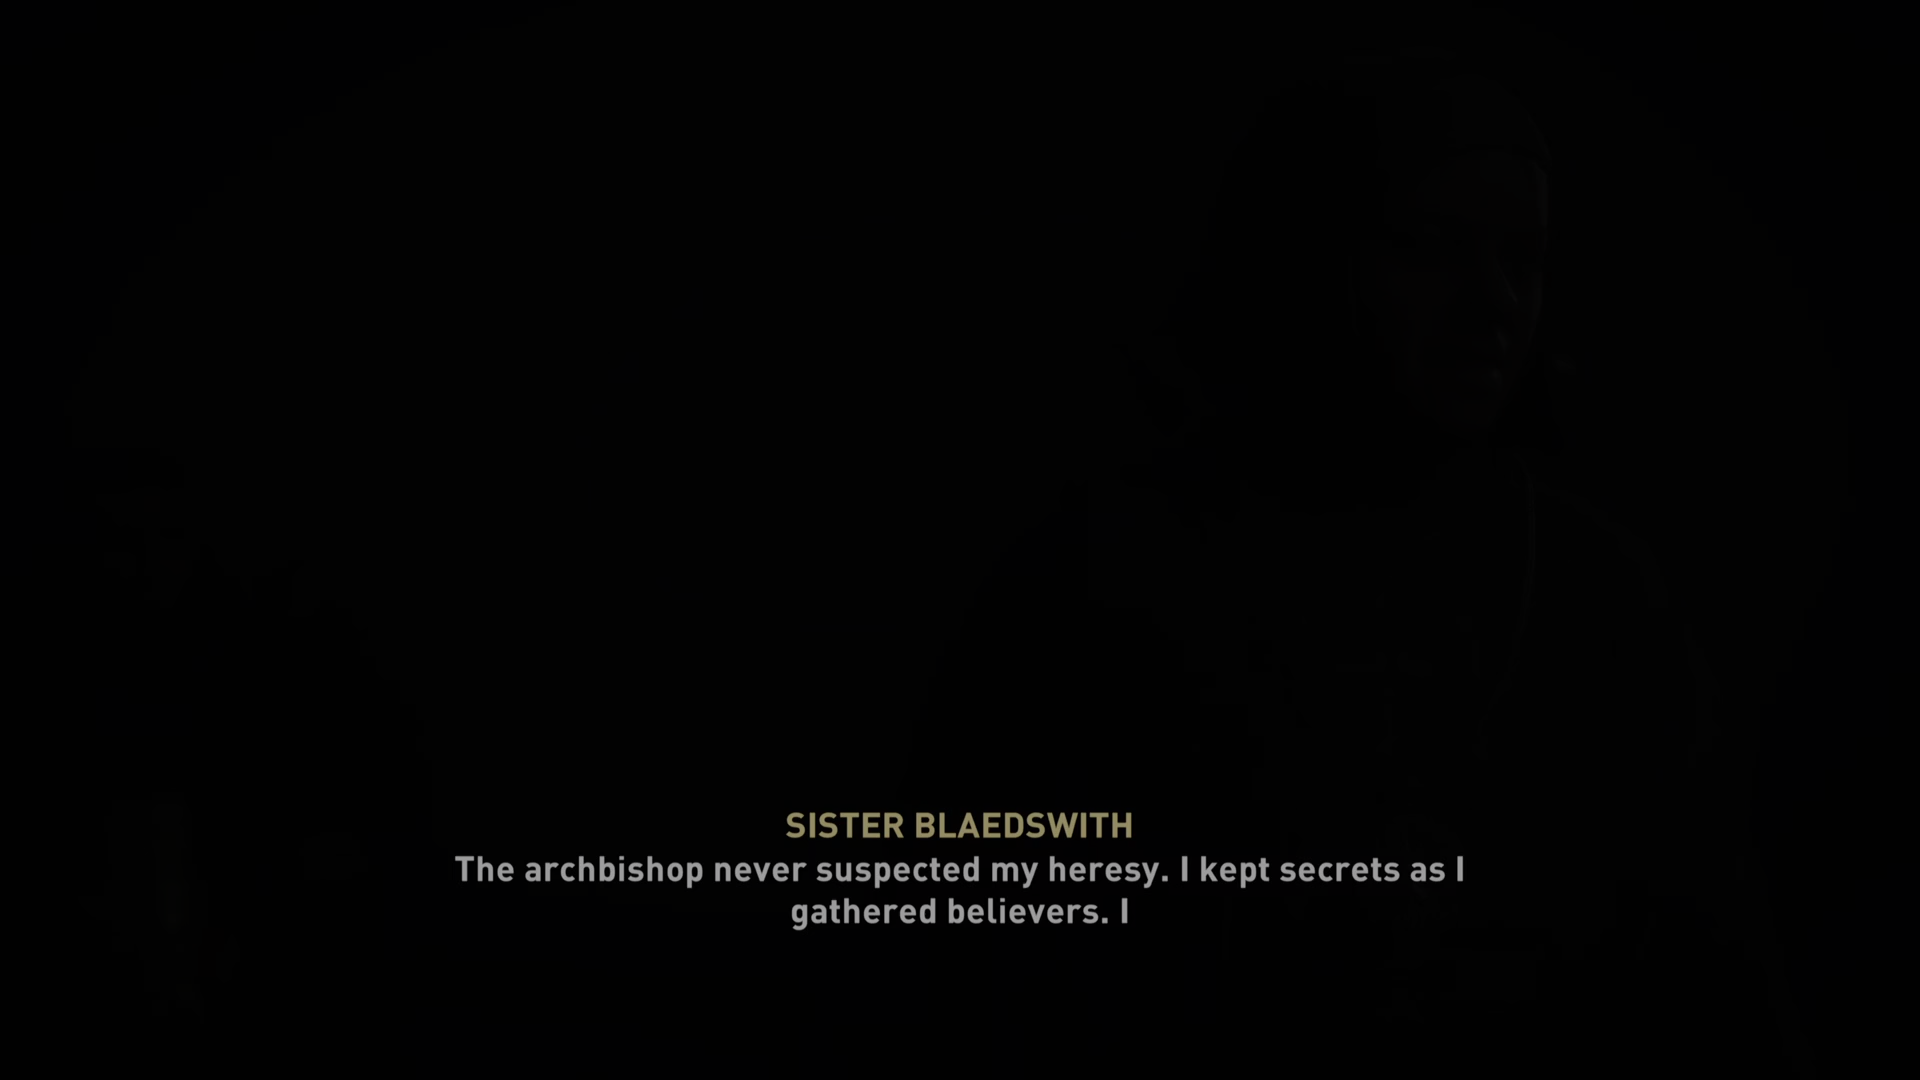 SISTER BLAEDSWITH
The archbishop never suspected my heresy. I kept secrets as I
gathered believers. I